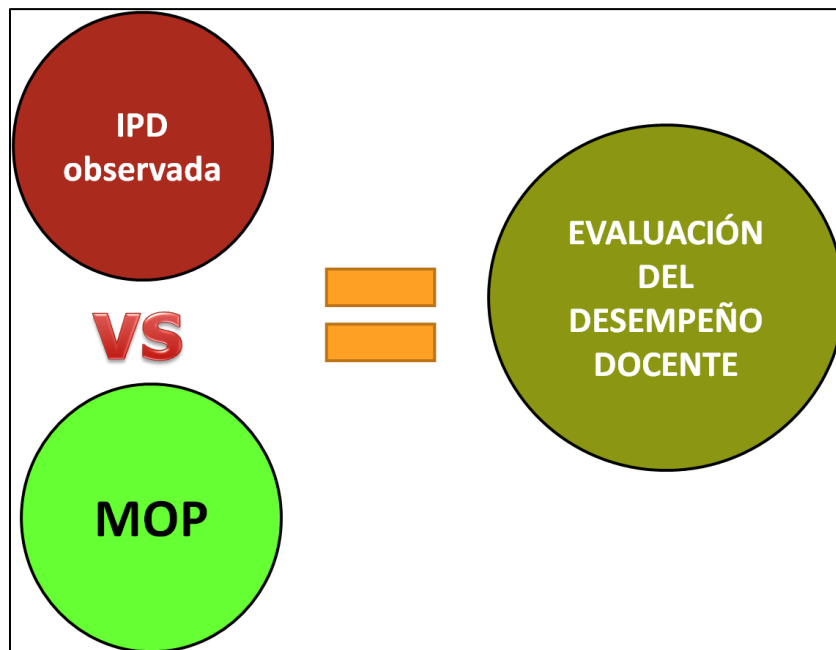 IPD
observada
VS
MOP
EVALUACIÓN
DEL
DESEMPEÑO
DOCENTE